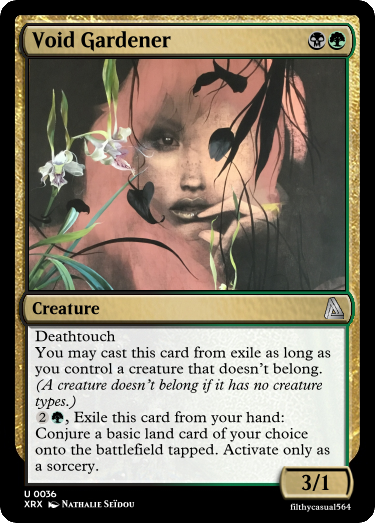 Void Gardener
Creature
Deathtouch
You may cast this card from exile as long as
you control a creature that doesn't belong.
(A creature doesn't belong if it has no creature
types.)
2 , Exile this card from your hand:
Conjure a basic land card of your choice
onto the battlefield tapped. Activate only as
a sorcery.
3/1
U 0036
XRX Nathalie Seïdou
filthycasual564